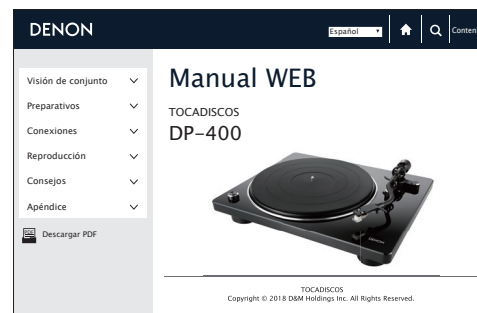 DENON
Español
Conten
Visión de conjunto
Preparativos
Conexiones
Reproducción
Consejos
Apéndice
Descargar PDF
Manual WEB
TOCADISCOS
DP-400
DENON
TOCADISCOS
Copyright © 2018 D&M Holdings Inc. All Rights Reserved.